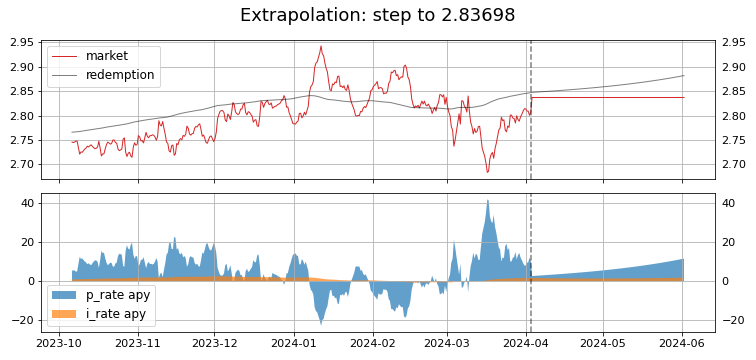 Extrapolation: step to 2.83698
2.95 2.95
market
2.90 2.90
redemption
2.85 2.85
2.80 2.80
2.75 2.75
2.70 2.70
40 40
20 20
0 0
p_rate apy
i_rate apy
−20 −20
2023-10 2023-11 2023-12 2024-01 2024-02 2024-03 2024-04 2024-05 2024-06